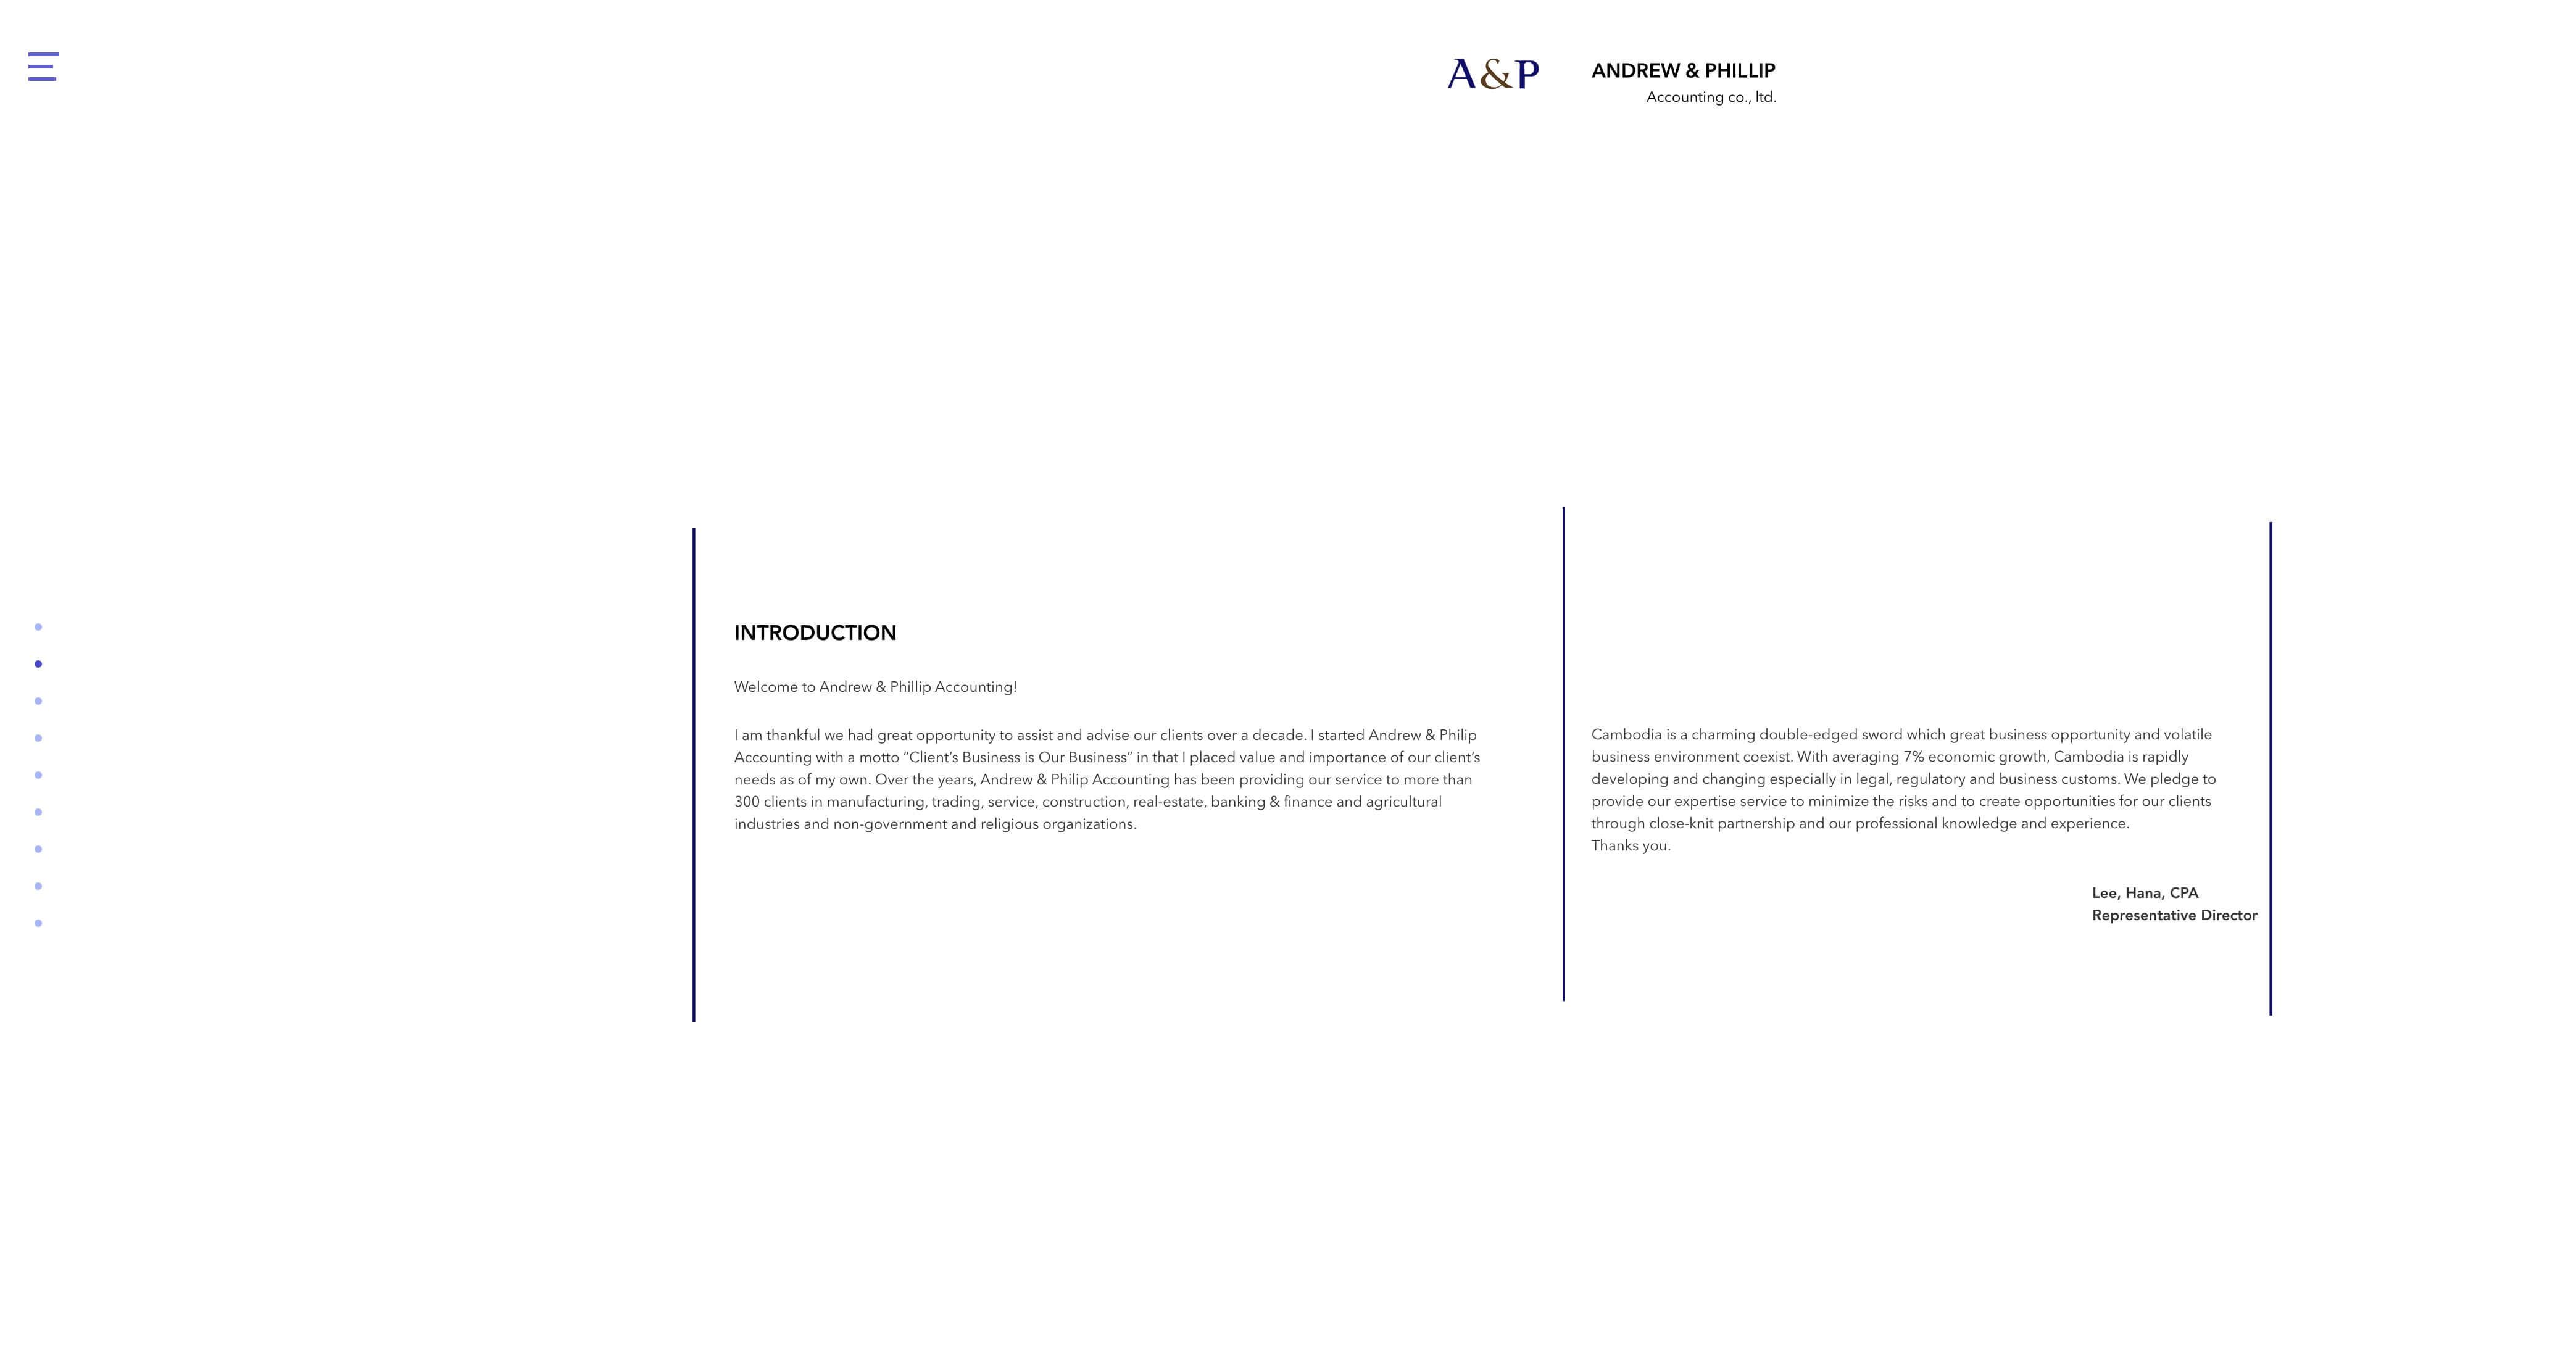 A&P
ANDREW & PHILLIP
Accounting co., ltd.
INTRODUCTION
Welcome to Andrew & Phillip Accounting!
I am thankful we had great opportunity to assist and advise our clients over a decade. I started Andrew & Philip
Accounting with a motto “Client’s Business is Our Business” in that I placed value and importance of our client’s
needs as of my own. Over the years, Andrew & Philip Accounting has been providing our service to more than
300 clients in manufacturing, trading, service, construction, real-estate, banking & finance and agricultural
industries and non-government and religious organizations.
Cambodia is a charming double-edged sword which great business opportunity and volatile
business environment coexist. With averaging 7% economic growth, Cambodia is rapidly
developing and changing especially in legal, regulatory and business customs. We pledge to
provide our expertise service to minimize the risks and to create opportunities for our clients
through close-knit partnership and our professional knowledge and experience.
Thanks you.
Lee, Hana, CPA
Representative Director